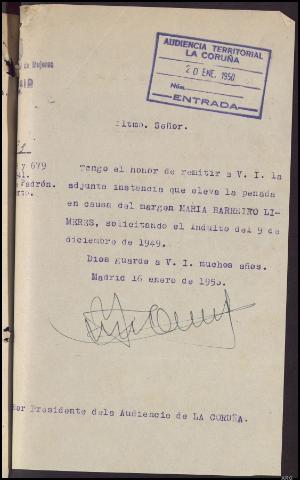 AUDIENCIA TERRITORIAL
LA CORUÑA
20 ENE. 1950
Núm.
ENTRADA
de Mujeres
Iltmo. Señor.
y 679
Padrón.
Tengo el honor de remitir a V. I. la
adjunta instancia que eleva la penada
en causa del margen MARIA BARREIRO LI-
MERES, solicitando el Indulto del 9 de
diciembre de 1949.
Dios guarde a V. I. muchos años.
Madrid 16 enero de 1950.
Presidente dela Audiencia de LA CORUÑA.